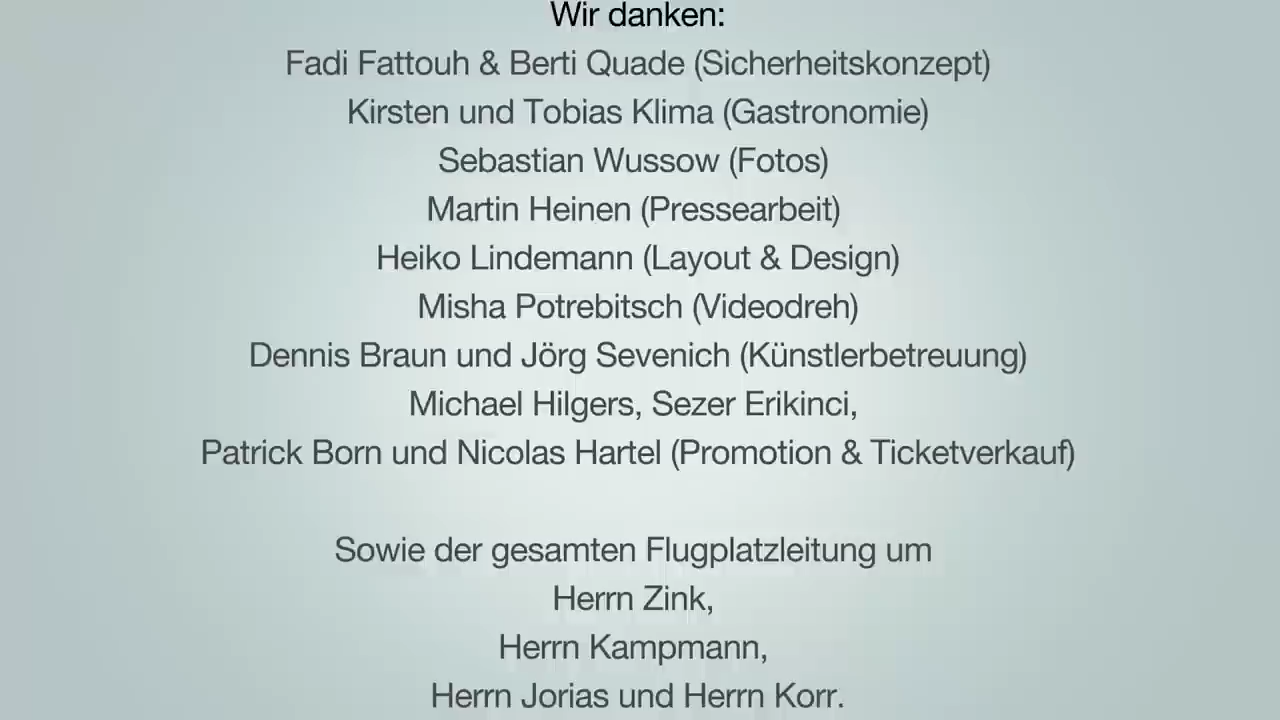 Wir danken:
Fadi Fattouh & Berti Quade (Sicherheitskonzept)
Kirsten und Tobias Klima (Gastronomie)
Sebastian Wussow (Fotos)
Martin Heinen (Pressearbeit)
Heiko Lindemann (Layout & Design)
Misha Potrebitsch (Videodreh)
Dennis Braun und Jörg Sevenich (Künstlerbetreuung)
Michael Hilgers, Sezer Erikinci,
Patrick Born und Nicolas Hartel (Promotion & Ticketverkauf)
Sowie der gesamten Flugplatzleitung um
Herrn Zink,
Herrn Kampmann,
Herrn Jorias und Herrn Korr.